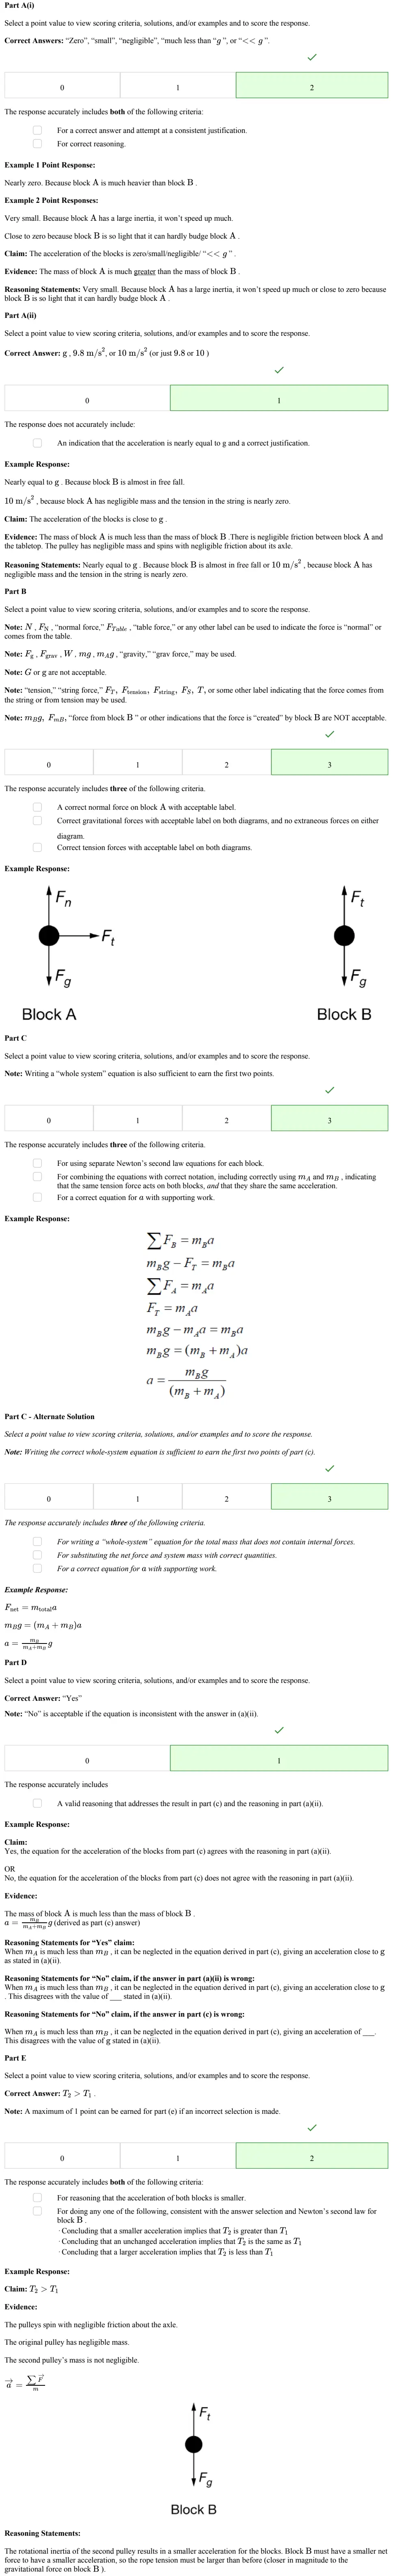 Part A(i)
Select a point value to view scoring criteria, solutions, and/or examples and to score the response.
Correct Answers: “Zero”, “small”, “negligible”, “much less than “g ”, or “<< g ”.
0 1 2
The response accurately includes both of the following criteria:
For a correct answer and attempt at a consistent justification.
For correct reasoning.
Example 1 Point Response:
Nearly zero. Because block A is much heavier than block B .
Example 2 Point Responses:
Very small. Because block A has a large inertia, it won’t speed up much.
Close to zero because block B is so light that it can hardly budge block A .
Claim: The acceleration of the blocks is zero/small/negligible/ “<< g ” .
Evidence: The mass of block A is much greater than the mass of block B .
Reasoning Statements: Very small. Because block A has a large inertia, it won’t speed up much or close to zero because
block B is so light that it can hardly budge block A .
Part A(ii)
Select a point value to view scoring criteria, solutions, and/or examples and to score the response.
Correct Answer: g , 9.8 m/s², or 10 m/s² (or just 9.8 or 10 )
0 1
The response does not accurately include:
An indication that the acceleration is nearly equal to g and a correct justification.
Example Response:
Nearly equal to g . Because block B is almost in free fall.
10 m/s² , because block A has negligible mass and the tension in the string is nearly zero.
Claim: The acceleration of the blocks is close to g .
Evidence: The mass of block A is much less than the mass of block B .There is negligible friction between block A and
the tabletop. The pulley has negligible mass and spins with negligible friction about its axle.
Reasoning Statements: Nearly equal to g . Because block B is almost in free fall or 10 m/s² , because block A has
negligible mass and the tension in the string is nearly zero.
Part B
Select a point value to view scoring criteria, solutions, and/or examples and to score the response.
Note: N , F_N , “normal force,” F_Table , “table force,” or any other label can be used to indicate the force is “normal” or
comes from the table.
Note: F_g , F_grav , W , mg , m_A g , “gravity,” “grav force,” may be used.
Note: G or g are not acceptable.
Note: “tension,” “string force,” F_T, F_tension, F_string, F_S, T, or some other label indicating that the force comes from
the string or from tension may be used.
Note: m_B g, F_mB, “force from block B ” or other indications that the force is “created” by block B are NOT acceptable.
0 1 2 3
The response accurately includes three of the following criteria.
A correct normal force on block A with acceptable label.
Correct gravitational forces with acceptable label on both diagrams, and no extraneous forces on either
diagram.
Correct tension forces with acceptable label on both diagrams.
Example Response:
F_n F_t F_g
Block A
F_t F_g
Block B
Part C
Select a point value to view scoring criteria, solutions, and/or examples and to score the response.
Note: Writing a “whole system” equation is also sufficient to earn the first two points.
0 1 2 3
The response accurately includes three of the following criteria.
For using separate Newton’s second law equations for each block.
For combining the equations with correct notation, including correctly using m_A and m_B , indicating
that the same tension force acts on both blocks, and that they share the same acceleration.
For a correct equation for a with supporting work.
Example Response:
∑F_B = m_B a
m_B g − F_T = m_B a
∑F_A = m_A a
F_T = m_A a
m_B g − m_A a = m_B a
m_B g = (m_B + m_A)a
a = m_B g / (m_B + m_A)
Part C - Alternate Solution
Select a point value to view scoring criteria, solutions, and/or examples and to score the response.
Note: Writing the correct whole-system equation is sufficient to earn the first two points of part (c).
0 1 2 3
The response accurately includes three of the following criteria.
For writing a “whole-system” equation for the total mass that does not contain internal forces.
For substituting the net force and system mass with correct quantities.
For a correct equation for a with supporting work.
Example Response:
F_net = m_total a
m_B g = (m_A + m_B)a
a = m_B / (m_A + m_B) g
Part D
Select a point value to view scoring criteria, solutions, and/or examples and to score the response.
Correct Answer: “Yes”
Note: “No” is acceptable if the equation is inconsistent with the answer in (a)(ii).
0 1
The response accurately includes
A valid reasoning that addresses the result in part (c) and the reasoning in part (a)(ii).
Example Response:
Claim:
Yes, the equation for the acceleration of the blocks from part (c) agrees with the reasoning in part (a)(ii).
OR
No, the equation for the acceleration of the blocks from part (c) does not agree with the reasoning in part (a)(ii).
Evidence:
The mass of block A is much less than the mass of block B .
a = m_B / (m_A + m_B) g (derived as part (c) answer)
Reasoning Statements for “Yes” claim:
When m_A is much less than m_B , it can be neglected in the equation derived in part (c), giving an acceleration close to g
as stated in (a)(ii).
Reasoning Statements for “No” claim, if the answer in part (a)(ii) is wrong:
When m_A is much less than m_B , it can be neglected in the equation derived in part (c), giving an acceleration close to g
. This disagrees with the value of ___ stated in (a)(ii).
Reasoning Statements for “No” claim, if the answer in part (c) is wrong:
When m_A is much less than m_B , it can be neglected in the equation derived in part (c), giving an acceleration of ___.
This disagrees with the value of g stated in (a)(ii).
Part E
Select a point value to view scoring criteria, solutions, and/or examples and to score the response.
Correct Answer: T₂ > T₁ .
Note: A maximum of 1 point can be earned for part (e) if an incorrect selection is made.
0 1 2
The response accurately includes both of the following criteria:
For reasoning that the acceleration of both blocks is smaller.
For doing any one of the following, consistent with the answer selection and Newton’s second law for
block B .
· Concluding that a smaller acceleration implies that T₂ is greater than T₁
· Concluding that an unchanged acceleration implies that T₂ is the same as T₁
· Concluding that a larger acceleration implies that T₂ is less than T₁
Example Response:
Claim: T₂ > T₁
Evidence:
The pulleys spin with negligible friction about the axle.
The original pulley has negligible mass.
The second pulley’s mass is not negligible.
a⃗ = ∑F⃗ / m
F_t
F_g
Block B
Reasoning Statements:
The rotational inertia of the second pulley results in a smaller acceleration for the blocks. Block B must have a smaller net
force to have a smaller acceleration, so the rope tension must be larger than before (closer in magnitude to the
gravitational force on block B ).